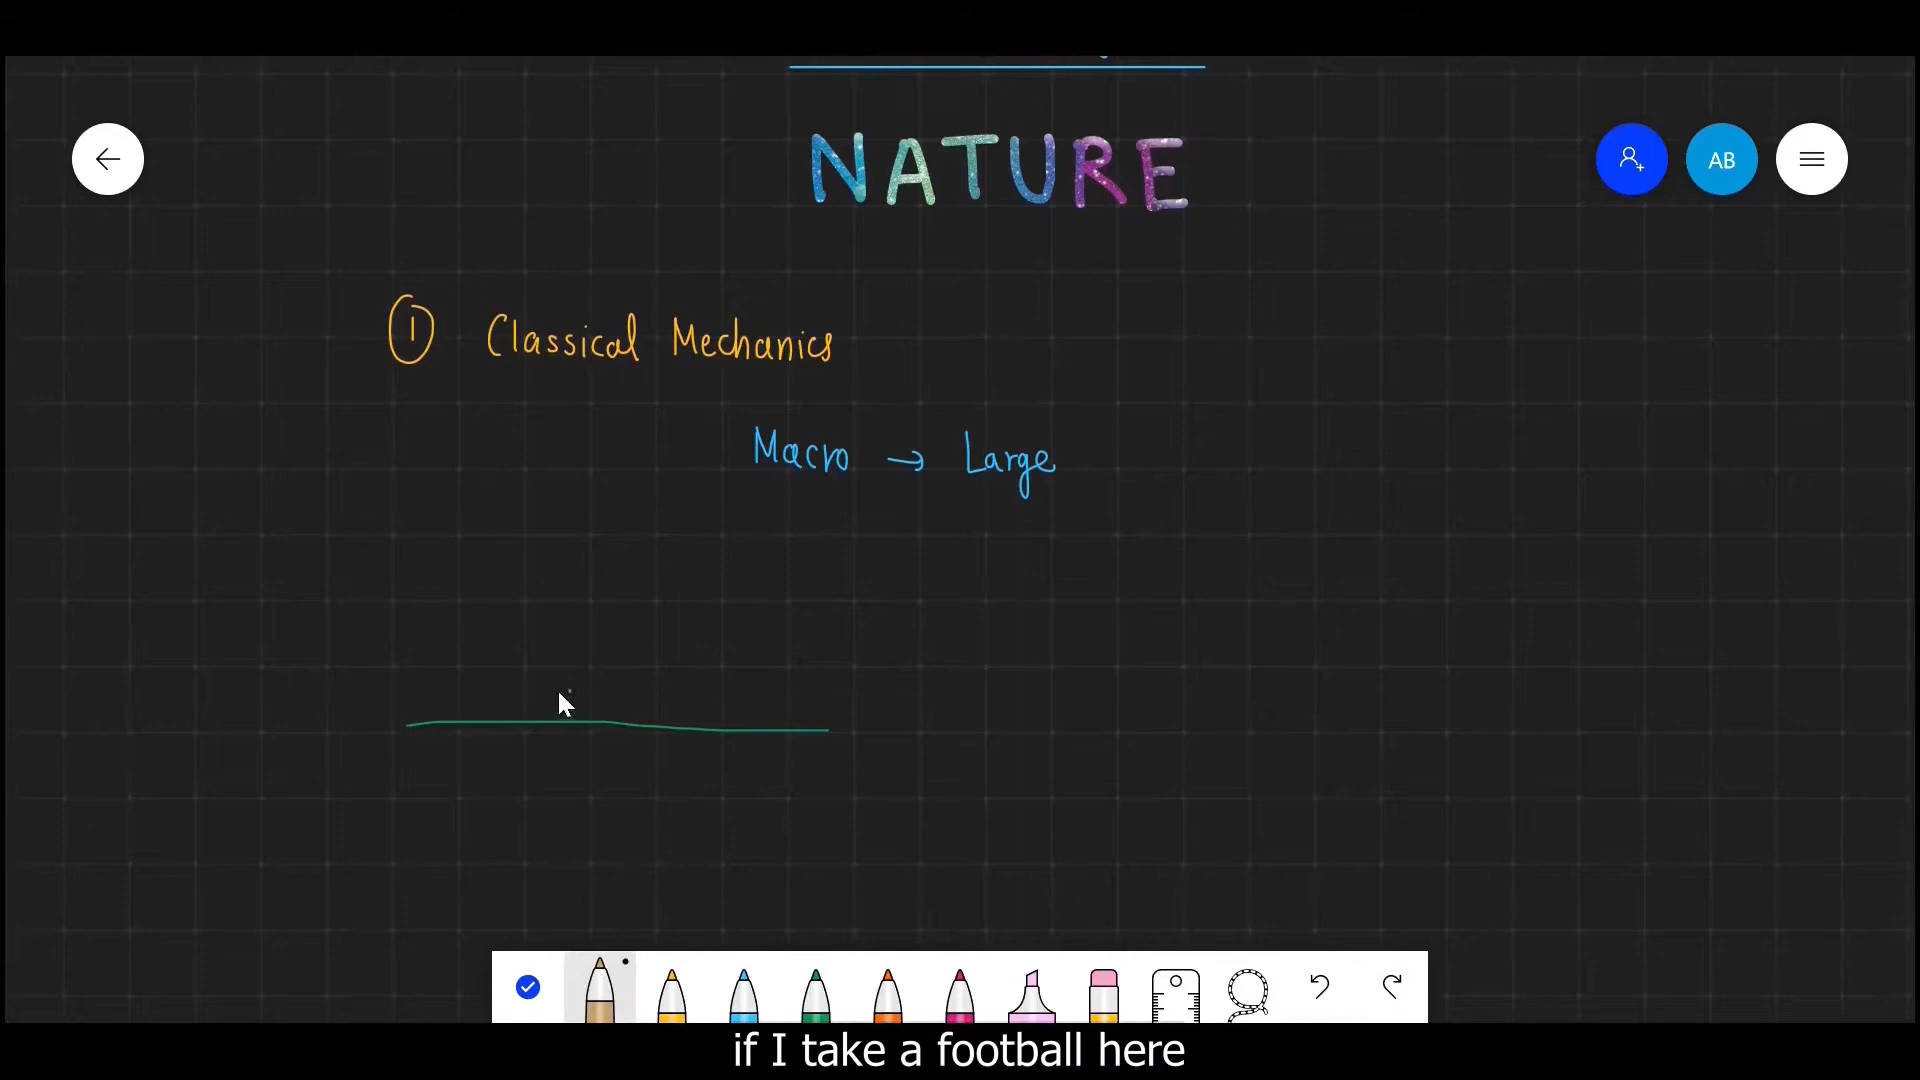 NATURE
AB
① Classical Mechanics
Macro → Large
if I take a football here